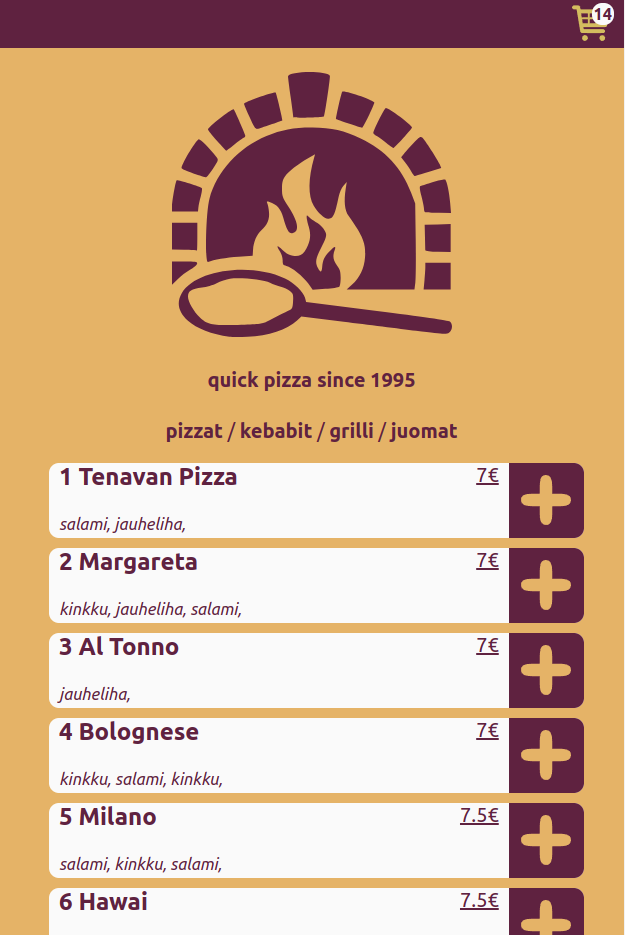 14
quick pizza since 1995
pizzat / kebabit / grilli / juomat
1 Tenavan Pizza 7€
salami, jauheliha,
2 Margareta 7€
kinkku, jauheliha, salami,
3 Al Tonno 7€
jauheliha,
4 Bolognese 7€
kinkku, salami, kinkku,
5 Milano 7.5€
salami, kinkku, salami,
6 Hawai 7.5€